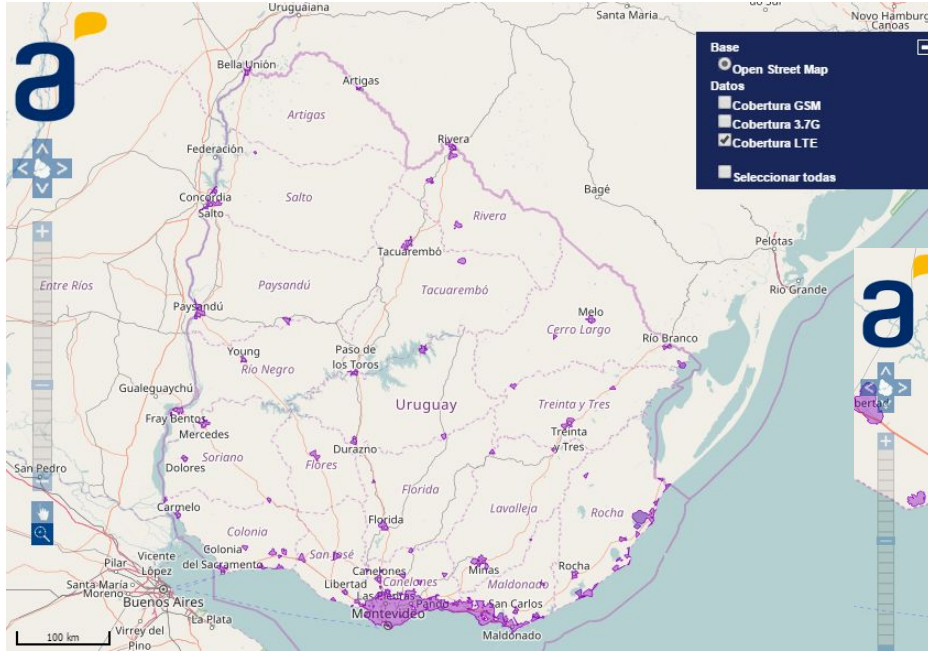 Uruguaiana
Santa Maria
do Sul
Novo Hamburg
Canoas
a
Base
Open Street Map
Datos
Cobertura GSM
Cobertura 3.7G
Cobertura LTE
Seleccionar todas
Bella Unión
Artigas
Artigas
Rivera
Federación
Bagé
Concordia
Salto
Salto
Rivera
Pelotas
Tacuarembó
Rio Grande
Entre Ríos
Paysandú
Tacuarembó
a
Paysandú
Melo
Cerro Largo
Río Branco
Young
Paso de
los Toros
Río Negro
Gualeguaychú
Uruguay
Treinta y Tres
bertad
Fray Bentos
Mercedes
Treinta
y Tres
Soriano
Durazno
Flores
San Pedro
Dolores
Florida
Lavalleja
Carmelo
Rocha
Florida
Colonia
Colonia
del Sacramento
San José
Canelones
Minas
Rocha
Pilar
Vicente
López
Libertad
Canelones
Maldonado
Santa María
Moreno
Las Piedras
Pando
San Carlos
Buenos Aires
Montevideo
La Plata
Maldonado
Virrey del
Pino
100 km